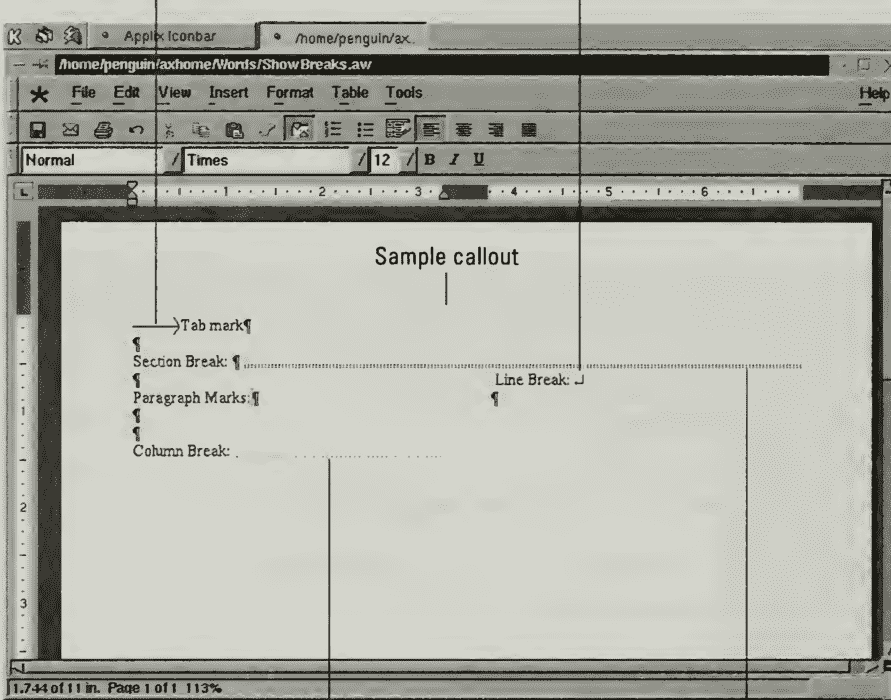 Applix Iconbar /home/penguin/ax..
/home/penguin/axhome/Words/ShowBreaks.aw
File Edit View Insert Format Table Tools Help
Normal Times 12 B I U
1 2 3 4 5 6
Sample callout
Tab mark¶
¶
Section Break: ¶
¶ Line Break: ↵
Paragraph Marks:¶ ¶
¶
¶
Column Break:
1
2
3
1.744 of 11 in. Page 1 of 1 113%